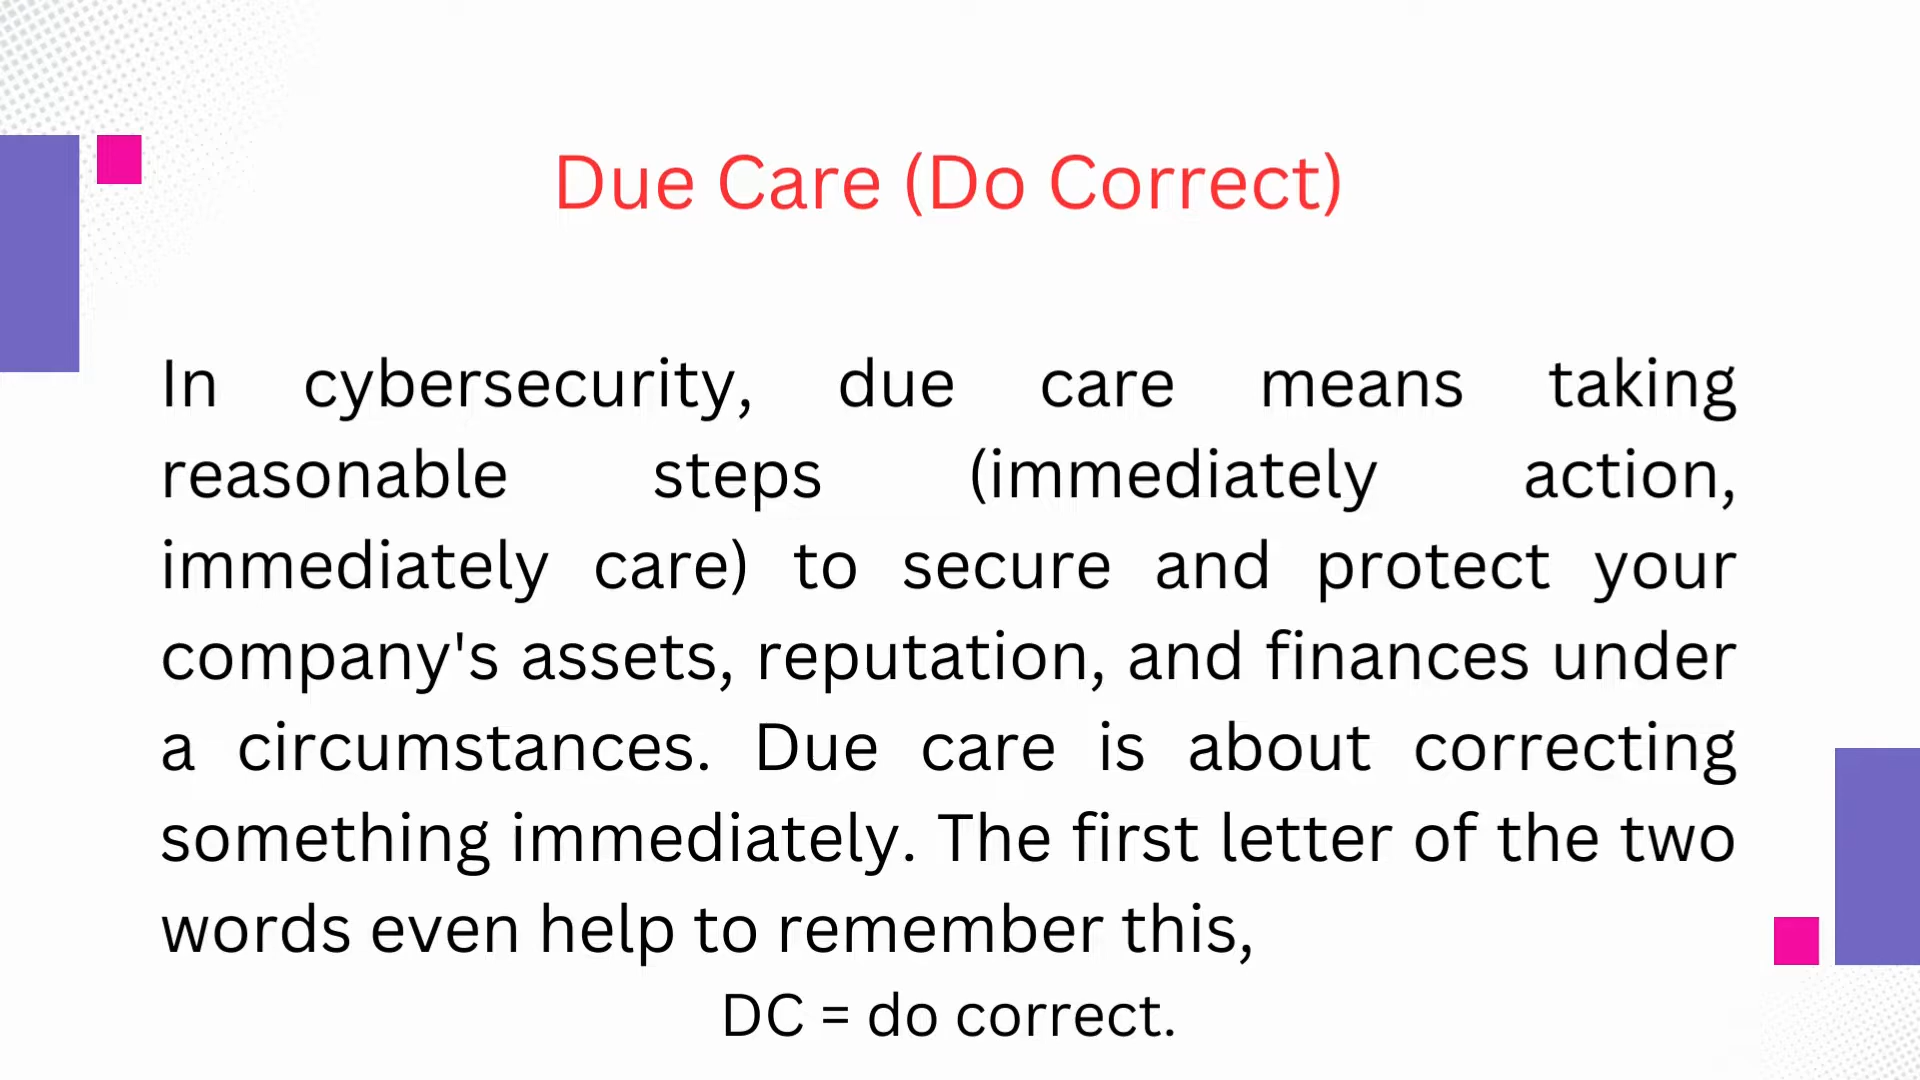 Due Care (Do Correct)
In cybersecurity, due care means taking
reasonable steps (immediately action,
immediately care) to secure and protect your
company's assets, reputation, and finances under
a circumstances. Due care is about correcting
something immediately. The first letter of the two
words even help to remember this,
DC = do correct.